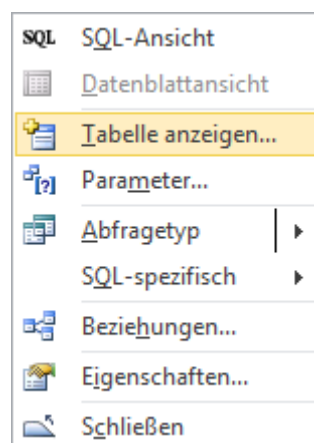 SQL SQL-Ansicht
Datenblattansicht
Tabelle anzeigen...
[?] Parameter...
Abfragetyp
SQL-spezifisch
Beziehungen...
Eigenschaften...
Schließen